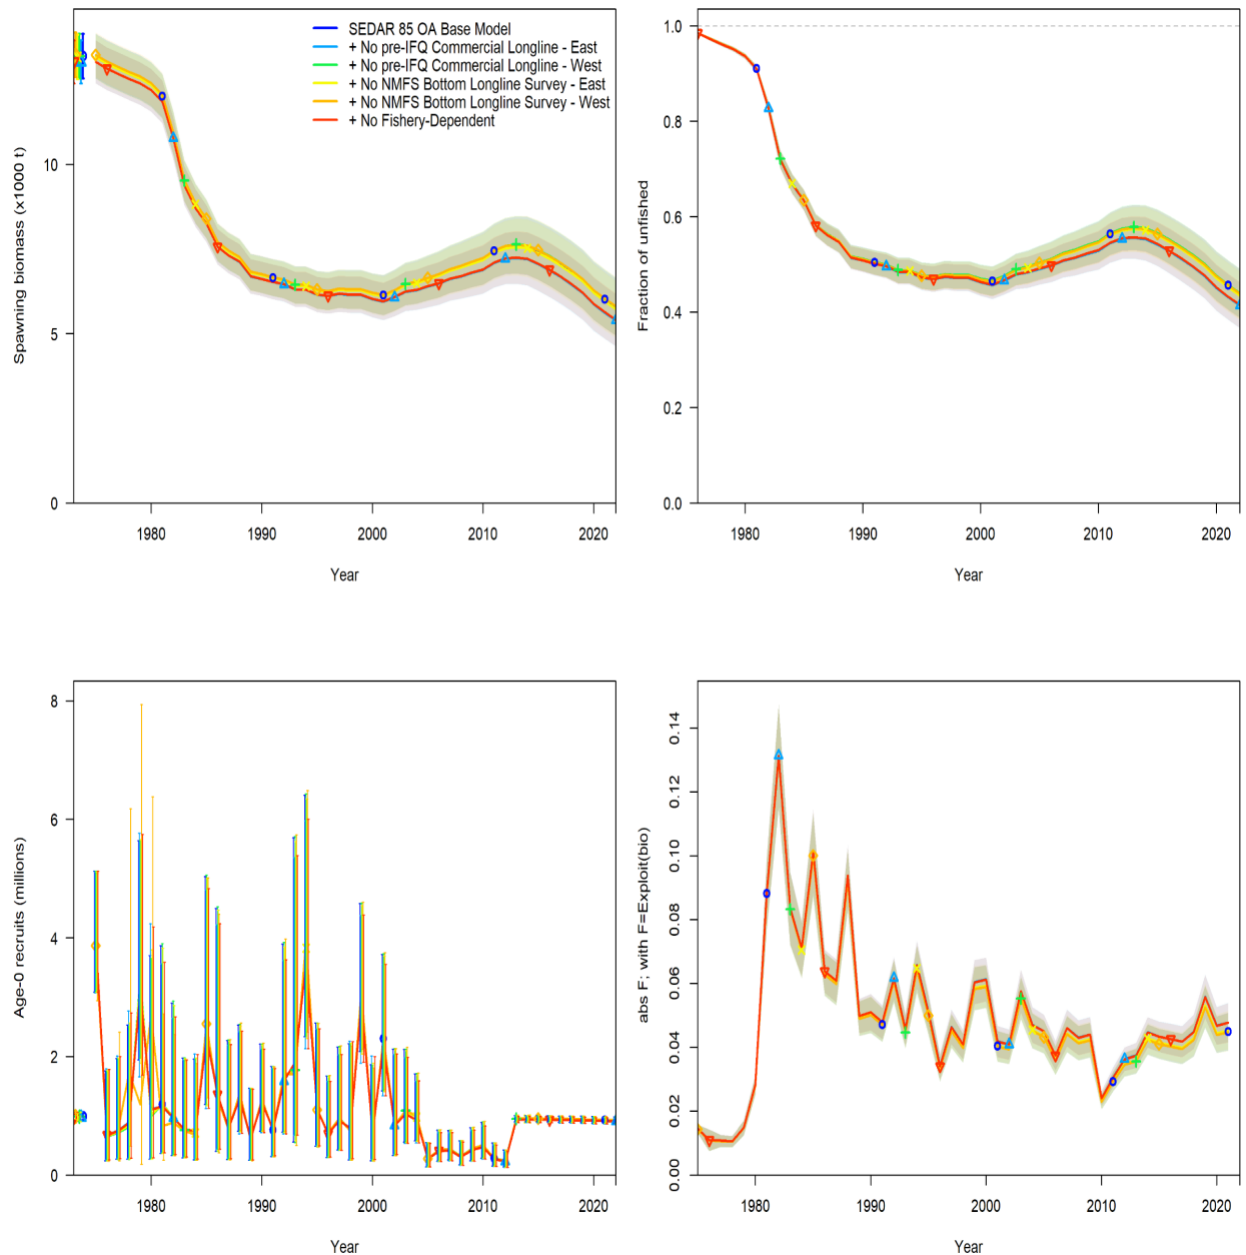 SEDAR 85 OA Base Model
+ No pre-IFQ Commercial Longline - East
+ No pre-IFQ Commercial Longline - West
+ No NMFS Bottom Longline Survey - East
+ No NMFS Bottom Longline Survey - West
+ No Fishery-Dependent
Spawning biomass (x1000 t)
10
5
0
1980 1990 2000 2010 2020
Year
Fraction of unfished
1.0
0.8
0.6
0.4
0.2
0.0
1980 1990 2000 2010 2020
Year
Age-0 recruits (millions)
8
6
4
2
0
1980 1990 2000 2010 2020
Year
abs F; with F=Exploit(bio)
0.14
0.12
0.10
0.08
0.06
0.04
0.02
0.00
1980 1990 2000 2010 2020
Year